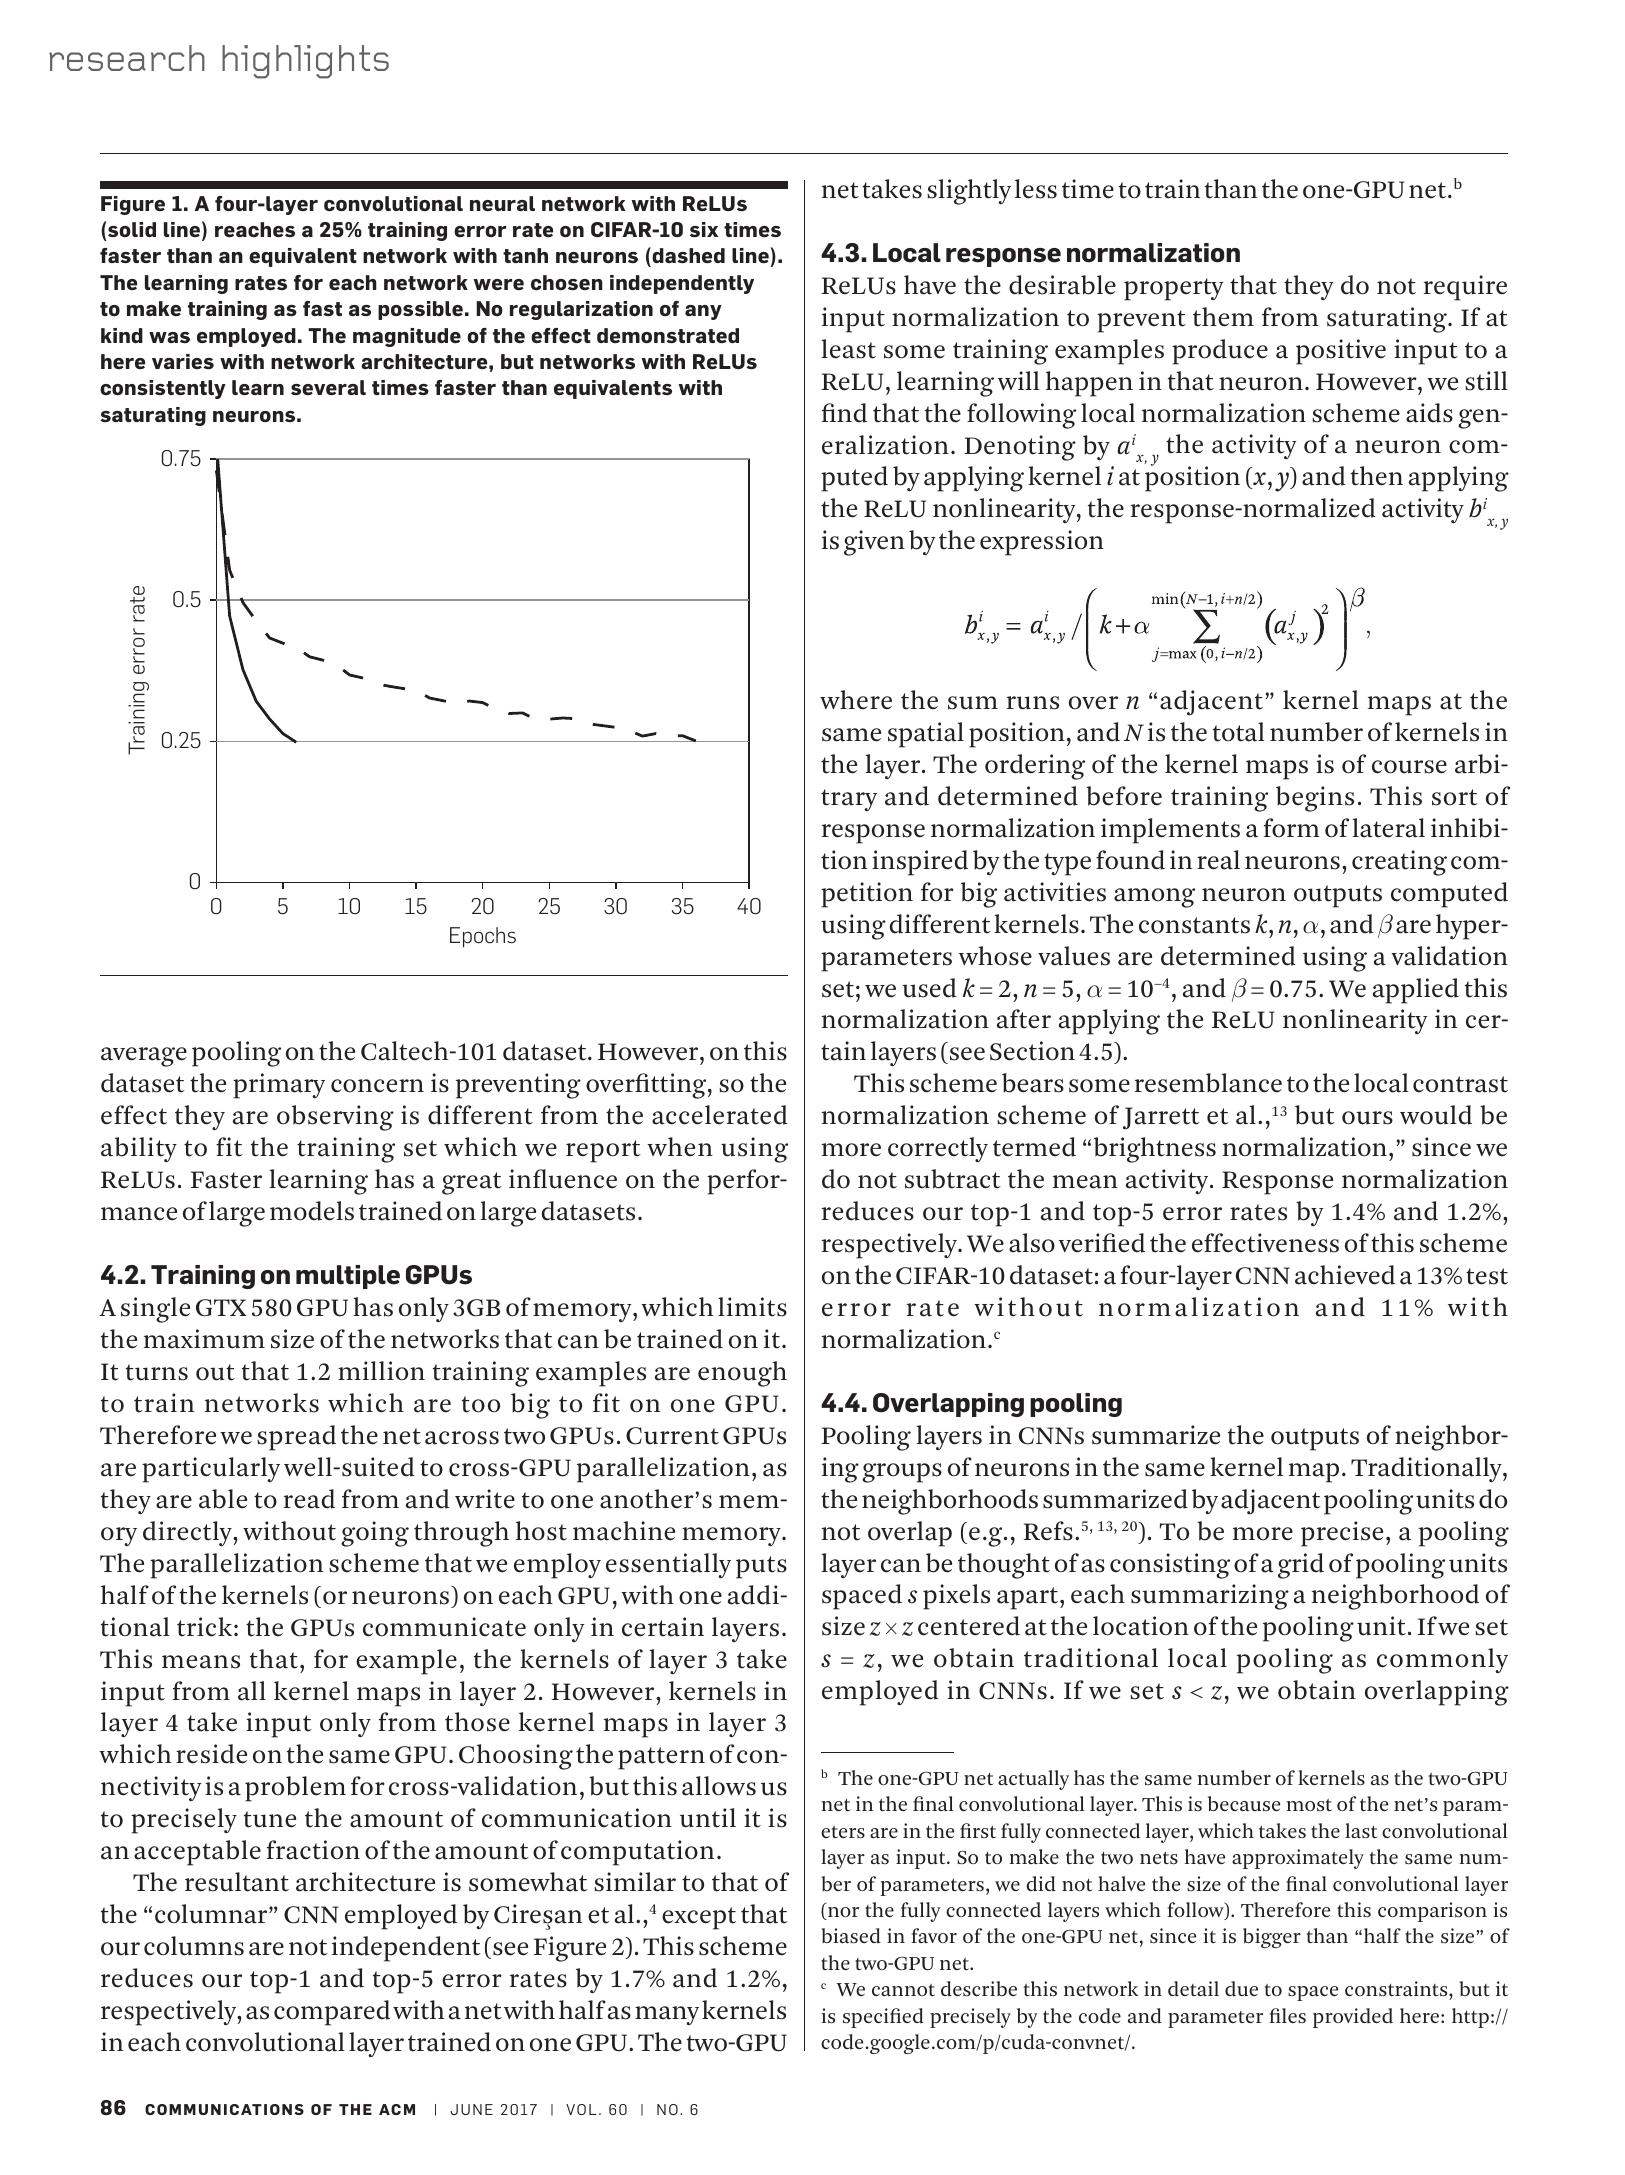 research highlights
Figure 1. A four-layer convolutional neural network with ReLUs
(solid line) reaches a 25% training error rate on CIFAR-10 six times
faster than an equivalent network with tanh neurons (dashed line).
The learning rates for each network were chosen independently
to make training as fast as possible. No regularization of any
kind was employed. The magnitude of the effect demonstrated
here varies with network architecture, but networks with ReLUs
consistently learn several times faster than equivalents with
saturating neurons.
0.75
0.5
0.25
0
Training error rate
0 5 10 15 20 25 30 35 40
Epochs
average pooling on the Caltech-101 dataset. However, on this
dataset the primary concern is preventing overfitting, so the
effect they are observing is different from the accelerated
ability to fit the training set which we report when using
ReLUs. Faster learning has a great influence on the perfor-
mance of large models trained on large datasets.
4.2. Training on multiple GPUs
A single GTX 580 GPU has only 3GB of memory, which limits
the maximum size of the networks that can be trained on it.
It turns out that 1.2 million training examples are enough
to train networks which are too big to fit on one GPU.
Therefore we spread the net across two GPUs. Current GPUs
are particularly well-suited to cross-GPU parallelization, as
they are able to read from and write to one another's mem-
ory directly, without going through host machine memory.
The parallelization scheme that we employ essentially puts
half of the kernels (or neurons) on each GPU, with one addi-
tional trick: the GPUs communicate only in certain layers.
This means that, for example, the kernels of layer 3 take
input from all kernel maps in layer 2. However, kernels in
layer 4 take input only from those kernel maps in layer 3
which reside on the same GPU. Choosing the pattern of con-
nectivity is a problem for cross-validation, but this allows us
to precisely tune the amount of communication until it is
an acceptable fraction of the amount of computation.
The resultant architecture is somewhat similar to that of
the “columnar” CNN employed by Cireşan et al.,⁴ except that
our columns are not independent (see Figure 2). This scheme
reduces our top-1 and top-5 error rates by 1.7% and 1.2%,
respectively, as compared with a net with half as many kernels
in each convolutional layer trained on one GPU. The two-GPU
net takes slightly less time to train than the one-GPU net.ᵇ
4.3. Local response normalization
ReLUs have the desirable property that they do not require
input normalization to prevent them from saturating. If at
least some training examples produce a positive input to a
ReLU, learning will happen in that neuron. However, we still
find that the following local normalization scheme aids gen-
eralization. Denoting by a^i_{x,y} the activity of a neuron com-
puted by applying kernel i at position (x, y) and then applying
the ReLU nonlinearity, the response-normalized activity b^i_{x,y}
is given by the expression
b^i_{x,y} = a^i_{x,y} / ( k + α ∑_{j=max(0,i−n/2)}^{min(N−1,i+n/2)} (a^j_{x,y})^2 )^β,
where the sum runs over n “adjacent” kernel maps at the
same spatial position, and N is the total number of kernels in
the layer. The ordering of the kernel maps is of course arbi-
trary and determined before training begins. This sort of
response normalization implements a form of lateral inhibi-
tion inspired by the type found in real neurons, creating com-
petition for big activities among neuron outputs computed
using different kernels. The constants k, n, α, and β are hyper-
parameters whose values are determined using a validation
set; we used k = 2, n = 5, α = 10⁻⁴, and β = 0.75. We applied this
normalization after applying the ReLU nonlinearity in cer-
tain layers (see Section 4.5).
This scheme bears some resemblance to the local contrast
normalization scheme of Jarrett et al.,¹³ but ours would be
more correctly termed “brightness normalization,” since we
do not subtract the mean activity. Response normalization
reduces our top-1 and top-5 error rates by 1.4% and 1.2%,
respectively. We also verified the effectiveness of this scheme
on the CIFAR-10 dataset: a four-layer CNN achieved a 13% test
error rate without normalization and 11% with
normalization.ᶜ
4.4. Overlapping pooling
Pooling layers in CNNs summarize the outputs of neighbor-
ing groups of neurons in the same kernel map. Traditionally,
the neighborhoods summarized by adjacent pooling units do
not overlap (e.g., Refs.⁵, ¹³, ²⁰). To be more precise, a pooling
layer can be thought of as consisting of a grid of pooling units
spaced s pixels apart, each summarizing a neighborhood of
size z × z centered at the location of the pooling unit. If we set
s = z, we obtain traditional local pooling as commonly
employed in CNNs. If we set s < z, we obtain overlapping
ᵇ The one-GPU net actually has the same number of kernels as the two-GPU
net in the final convolutional layer. This is because most of the net's param-
eters are in the first fully connected layer, which takes the last convolutional
layer as input. So to make the two nets have approximately the same num-
ber of parameters, we did not halve the size of the final convolutional layer
(nor the fully connected layers which follow). Therefore this comparison is
biased in favor of the one-GPU net, since it is bigger than “half the size” of
the two-GPU net.
ᶜ We cannot describe this network in detail due to space constraints, but it
is specified precisely by the code and parameter files provided here: http://
code.google.com/p/cuda-convnet/.
86 COMMUNICATIONS OF THE ACM | JUNE 2017 | VOL. 60 | NO. 6